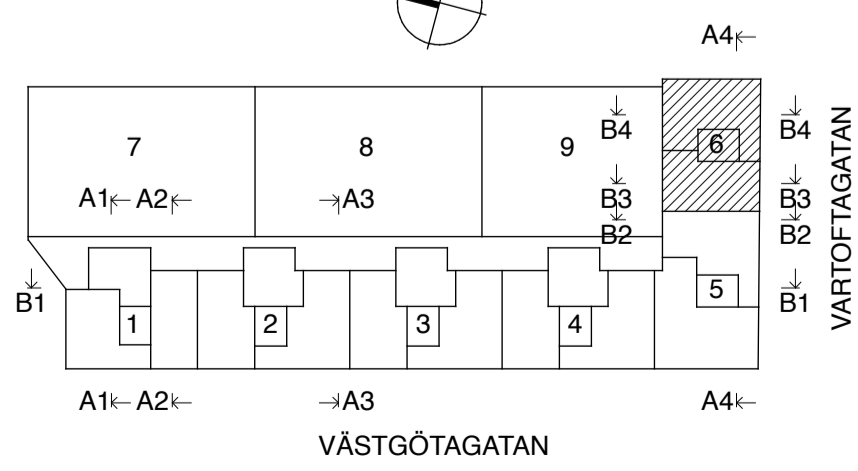 A4
7
8
9
B4
6
B4
VARTOFTAGATAN
A1
A2
A3
B3
B3
B2
B2
B1
5
B1
1
2
3
4
A1
A2
A3
A4
VÄSTGÖTAGATAN